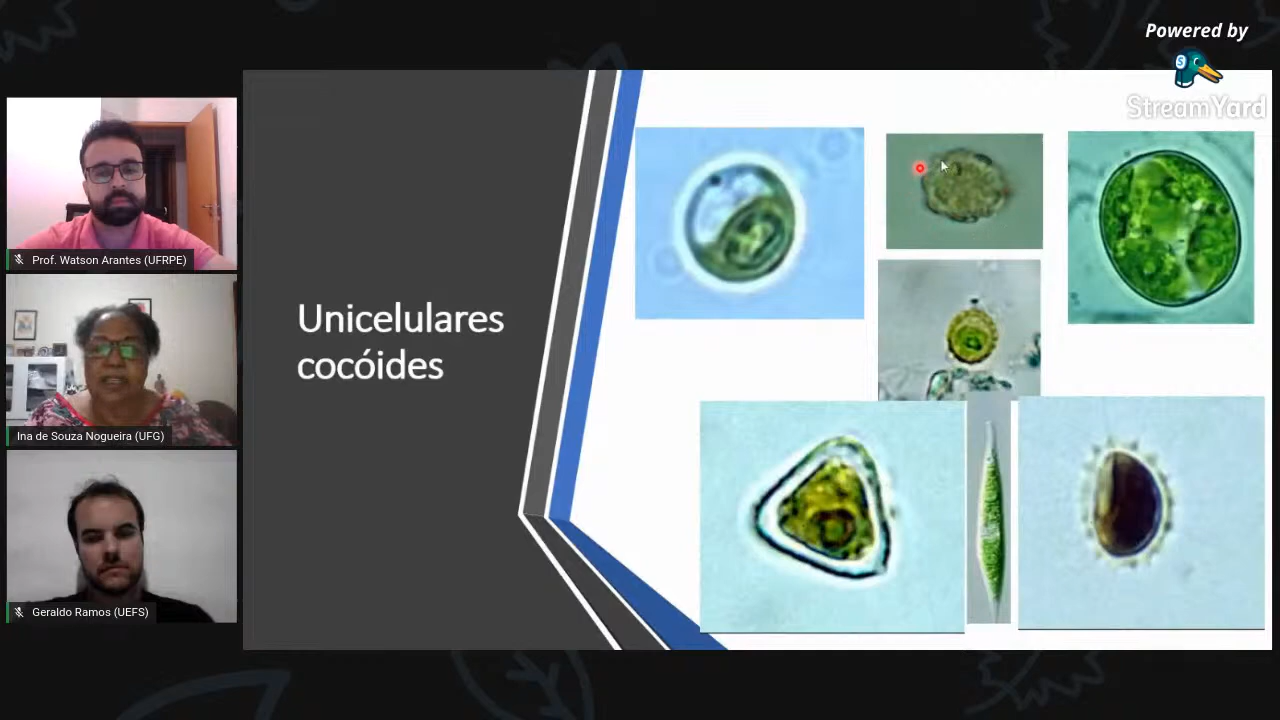 Powered by
StreamYard
Prof. Watson Arantes (UFRPE)
Ina de Souza Nogueira (UFG)
Geraldo Ramos (UEFS)
Unicelulares
cocóides